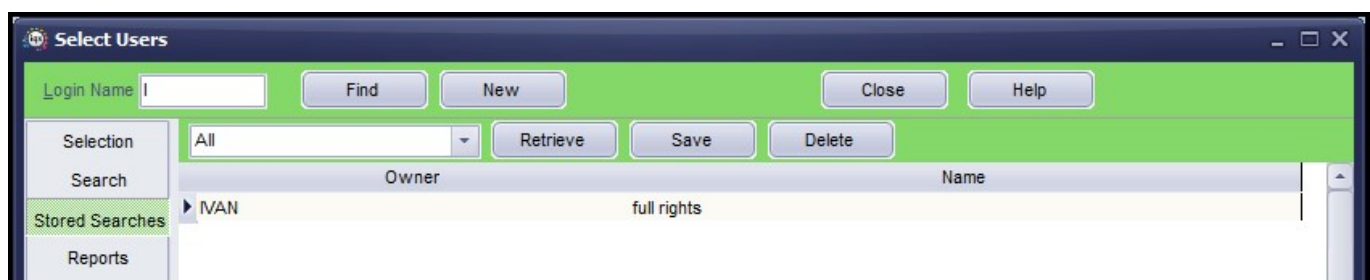 Select Users
Login Name I Find New Close Help
Selection All Retrieve Save Delete
Search Owner Name
Stored Searches IVAN full rights
Reports